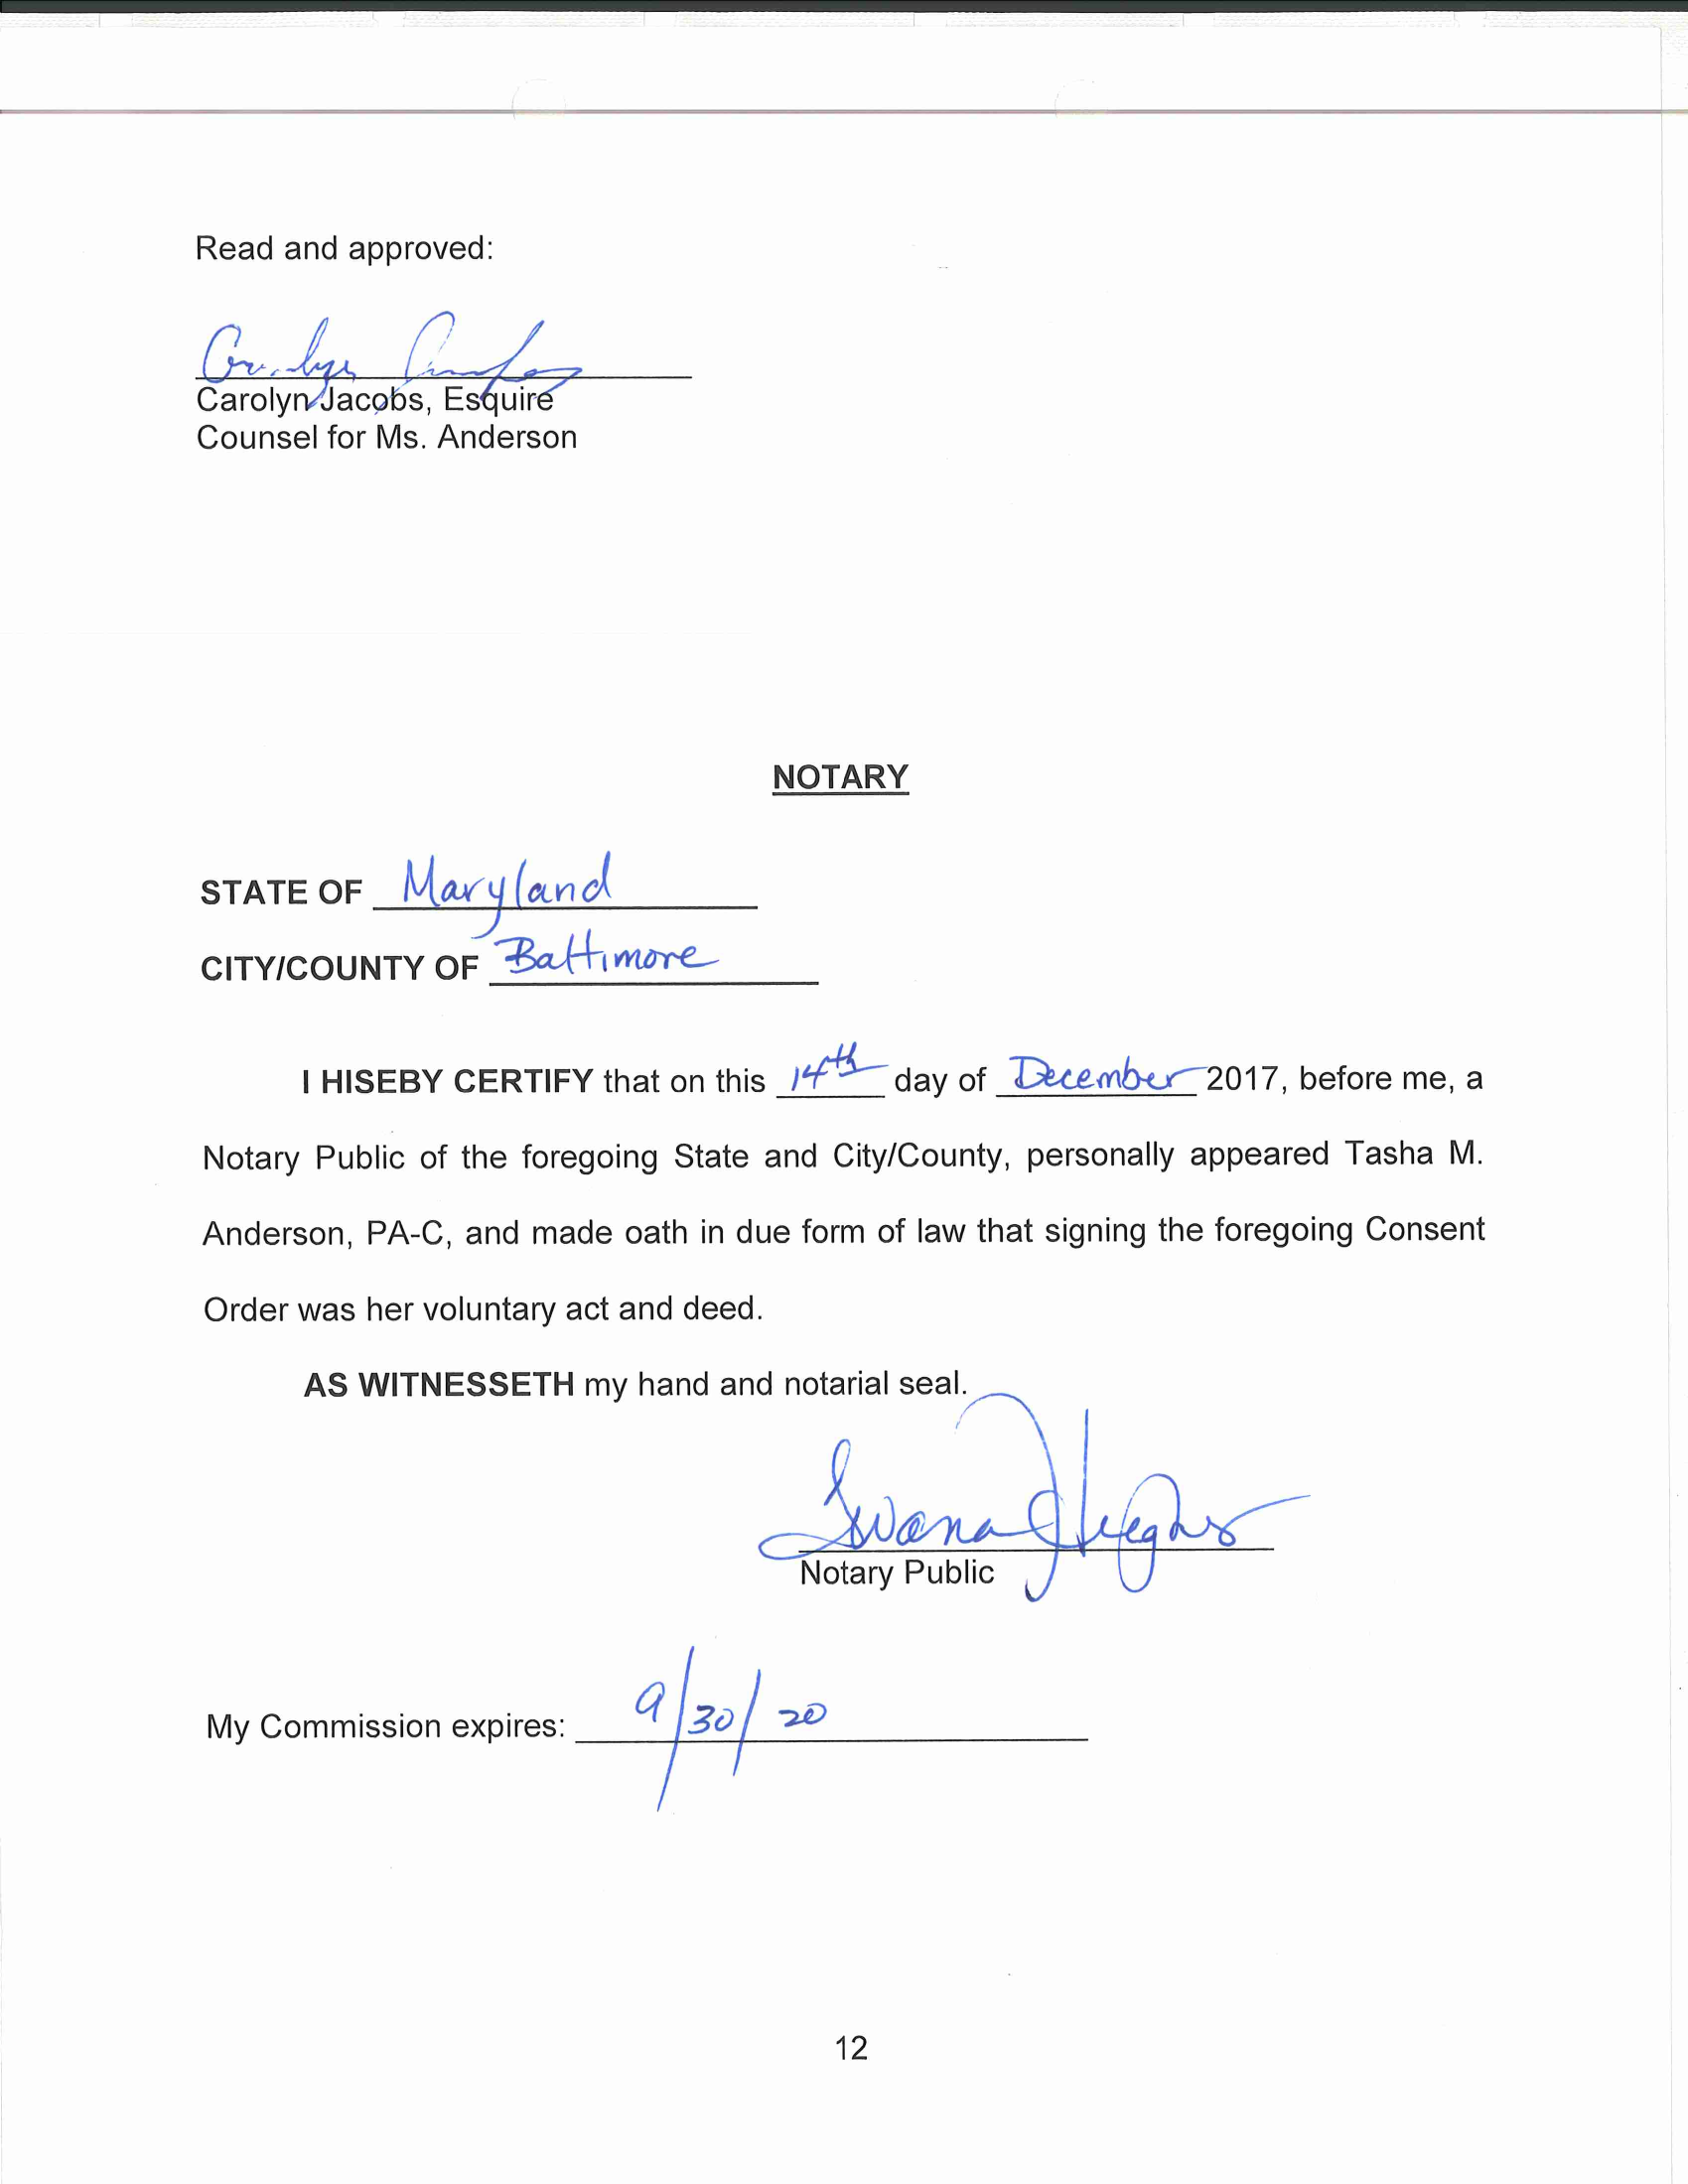 Read and approved:
Carolyn Jacobs, Esquire
Counsel for Ms. Anderson
NOTARY
STATE OF Maryland
CITY/COUNTY OF Baltimore
I HISEBY CERTIFY that on this 14th day of December 2017, before me, a
Notary Public of the foregoing State and City/County, personally appeared Tasha M.
Anderson, PA-C, and made oath in due form of law that signing the foregoing Consent
Order was her voluntary act and deed.
AS WITNESSETH my hand and notarial seal.
Notary Public
My Commission expires: 9/30/20
12